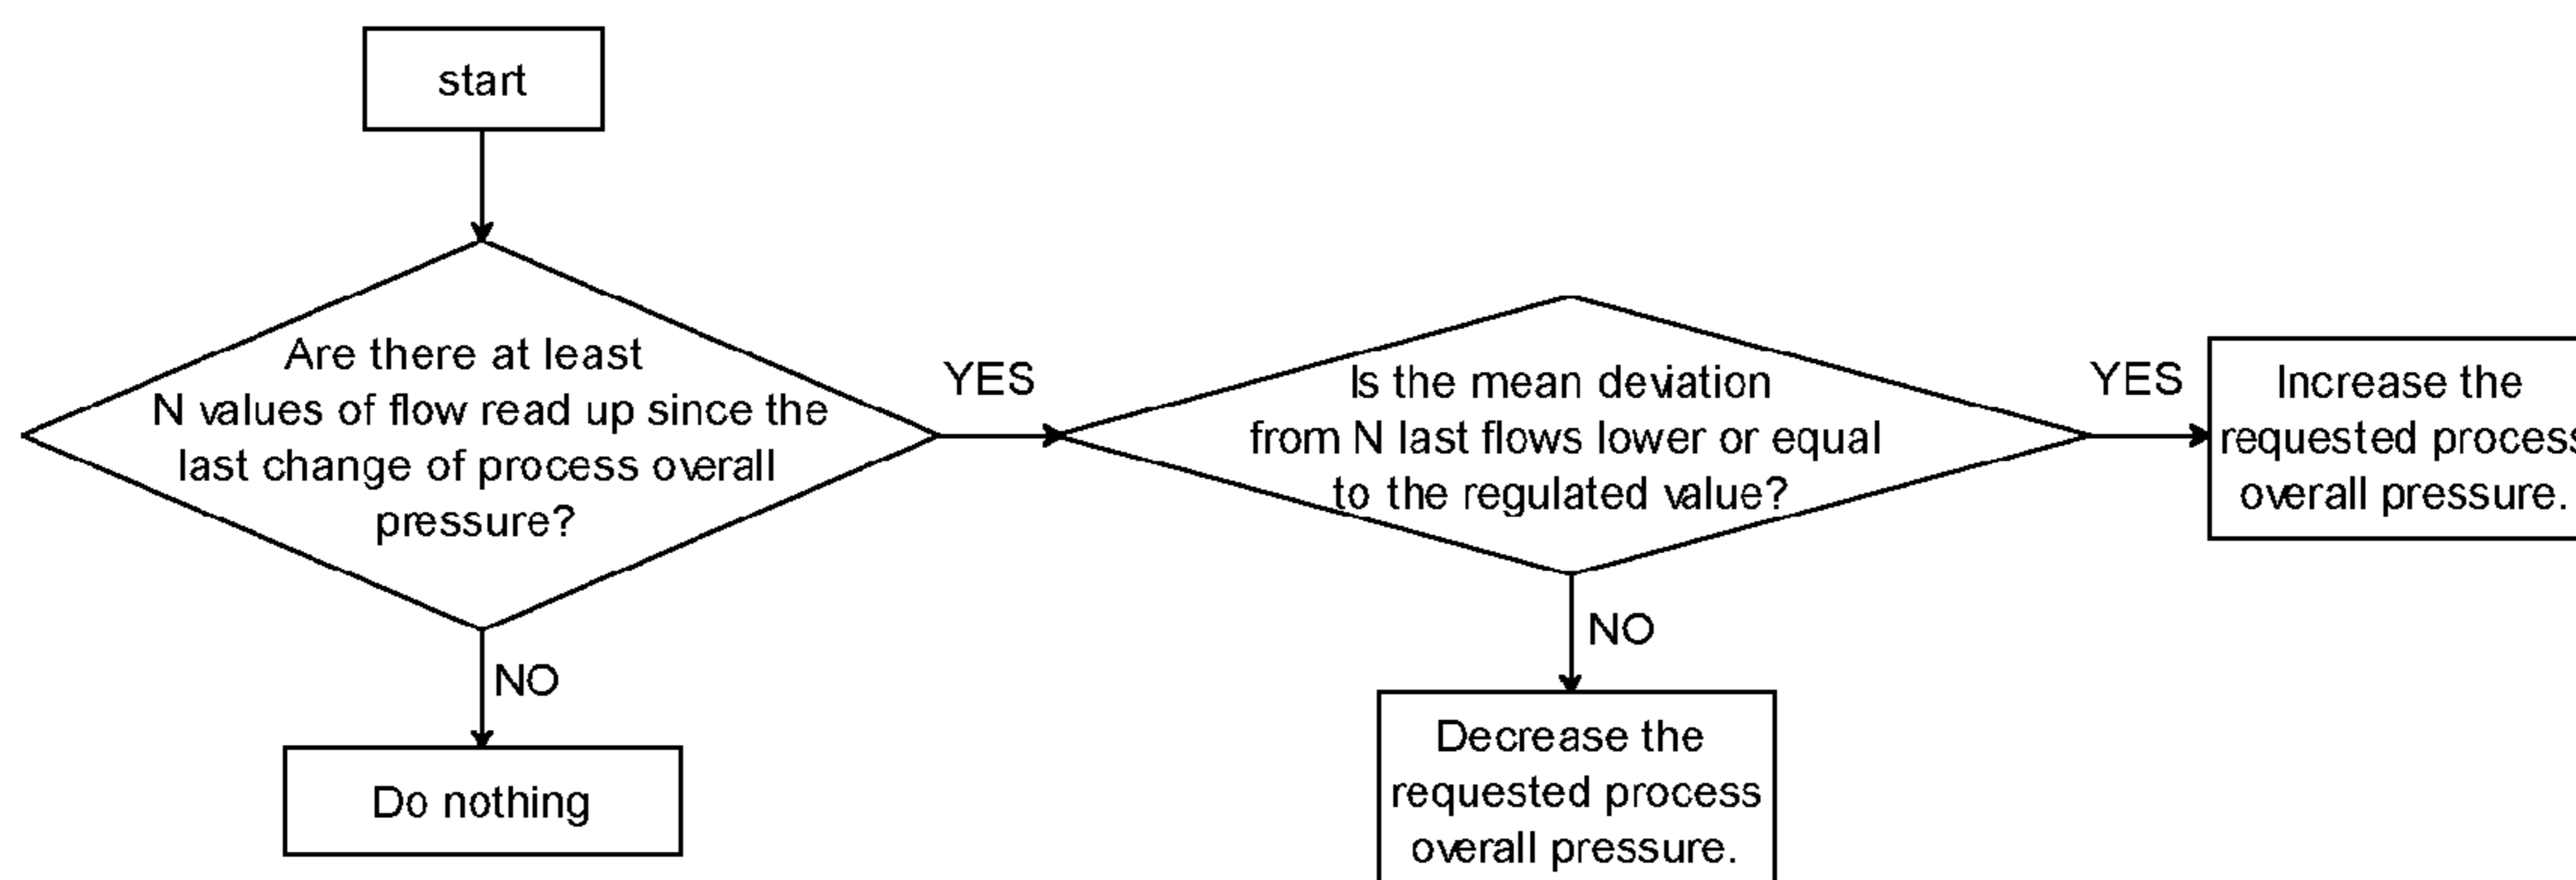 start
Are there at least
N values of flow read up since the
last change of process overall
pressure?
YES
Is the mean deviation
from N last flows lower or equal
to the regulated value?
YES
Increase the
requested process
overall pressure.
NO
Do nothing
NO
Decrease the
requested process
overall pressure.